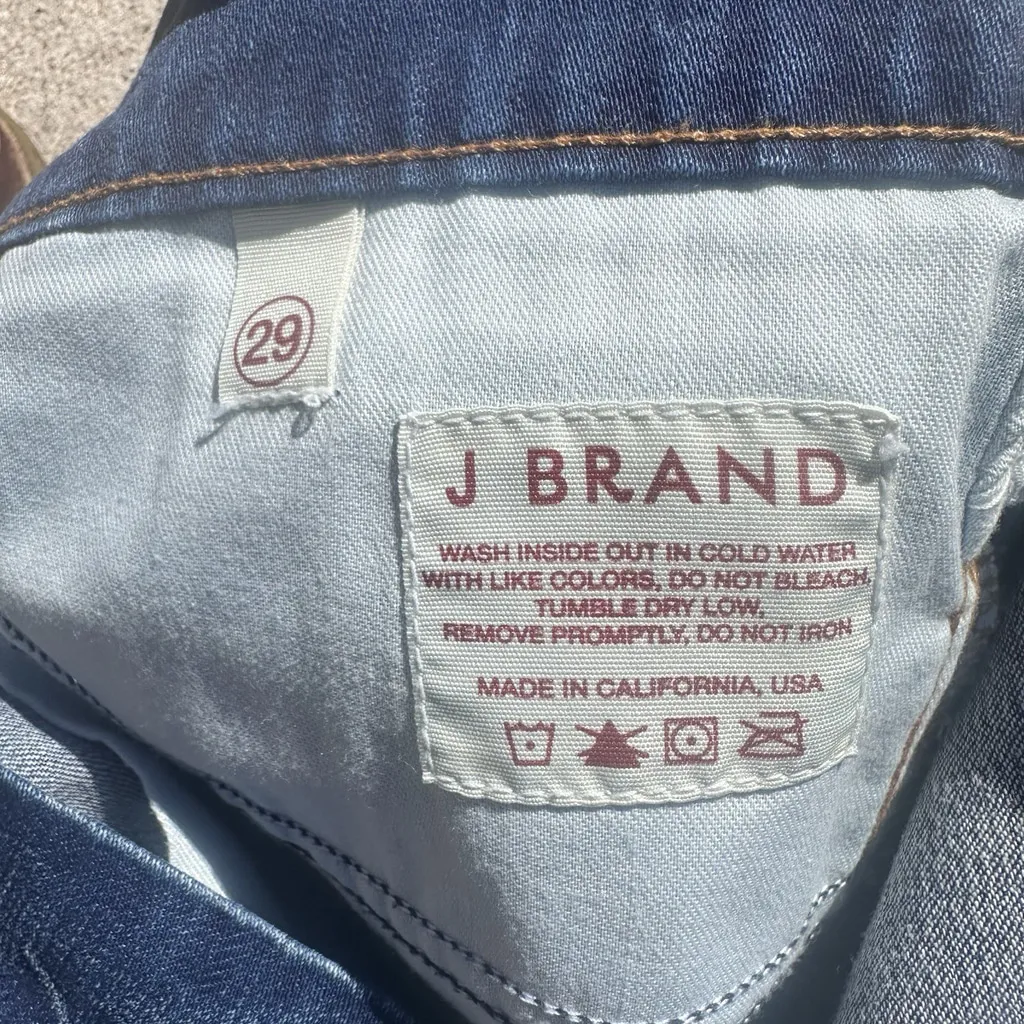 29
J BRAND
WASH INSIDE OUT IN COLD WATER
WITH LIKE COLORS, DO NOT BLEACH,
TUMBLE DRY LOW,
REMOVE PROMPTLY, DO NOT IRON
MADE IN CALIFORNIA, USA